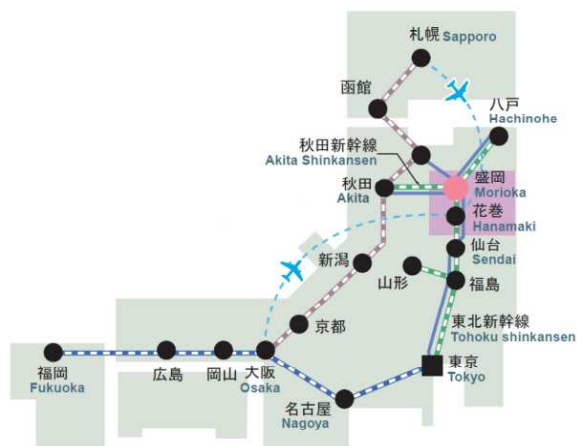 札幌 Sapporo
函館
八戸
Hachinohe
秋田新幹線
Akita Shinkansen
秋田
Akita
盛岡
Morioka
花巻
Hanamaki
仙台
Sendai
新潟
山形
福島
東北新幹線
Tohoku shinkansen
京都
福岡
Fukuoka
広島
岡山
大阪
Osaka
東京
Tokyo
名古屋
Nagoya